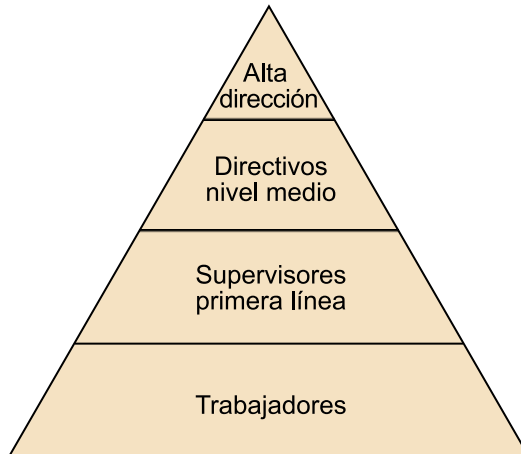 Alta
dirección
Directivos
nivel medio
Supervisores
primera línea
Trabajadores